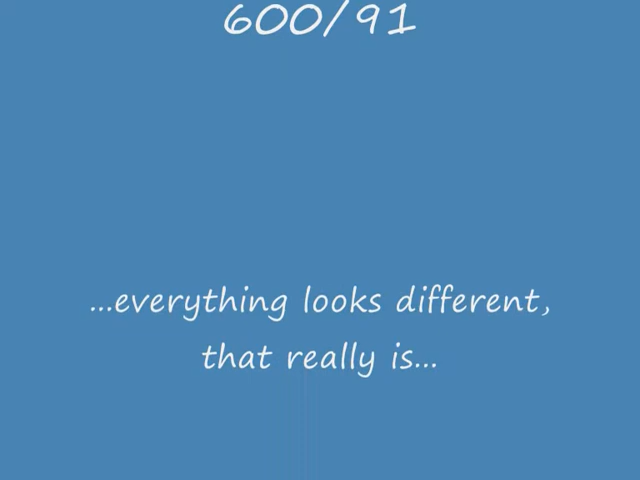 600/91
...everything looks different,
that really is...